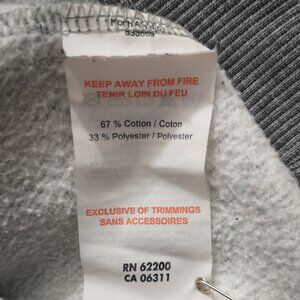 KEEP AWAY FROM FIRE
TENIR LOIN DU FEU
67 % Cotton / Coton
33 % Polyester / Polyester
EXCLUSIVE OF TRIMMINGS
SANS ACCESSOIRES
RN 62200
CA 06311